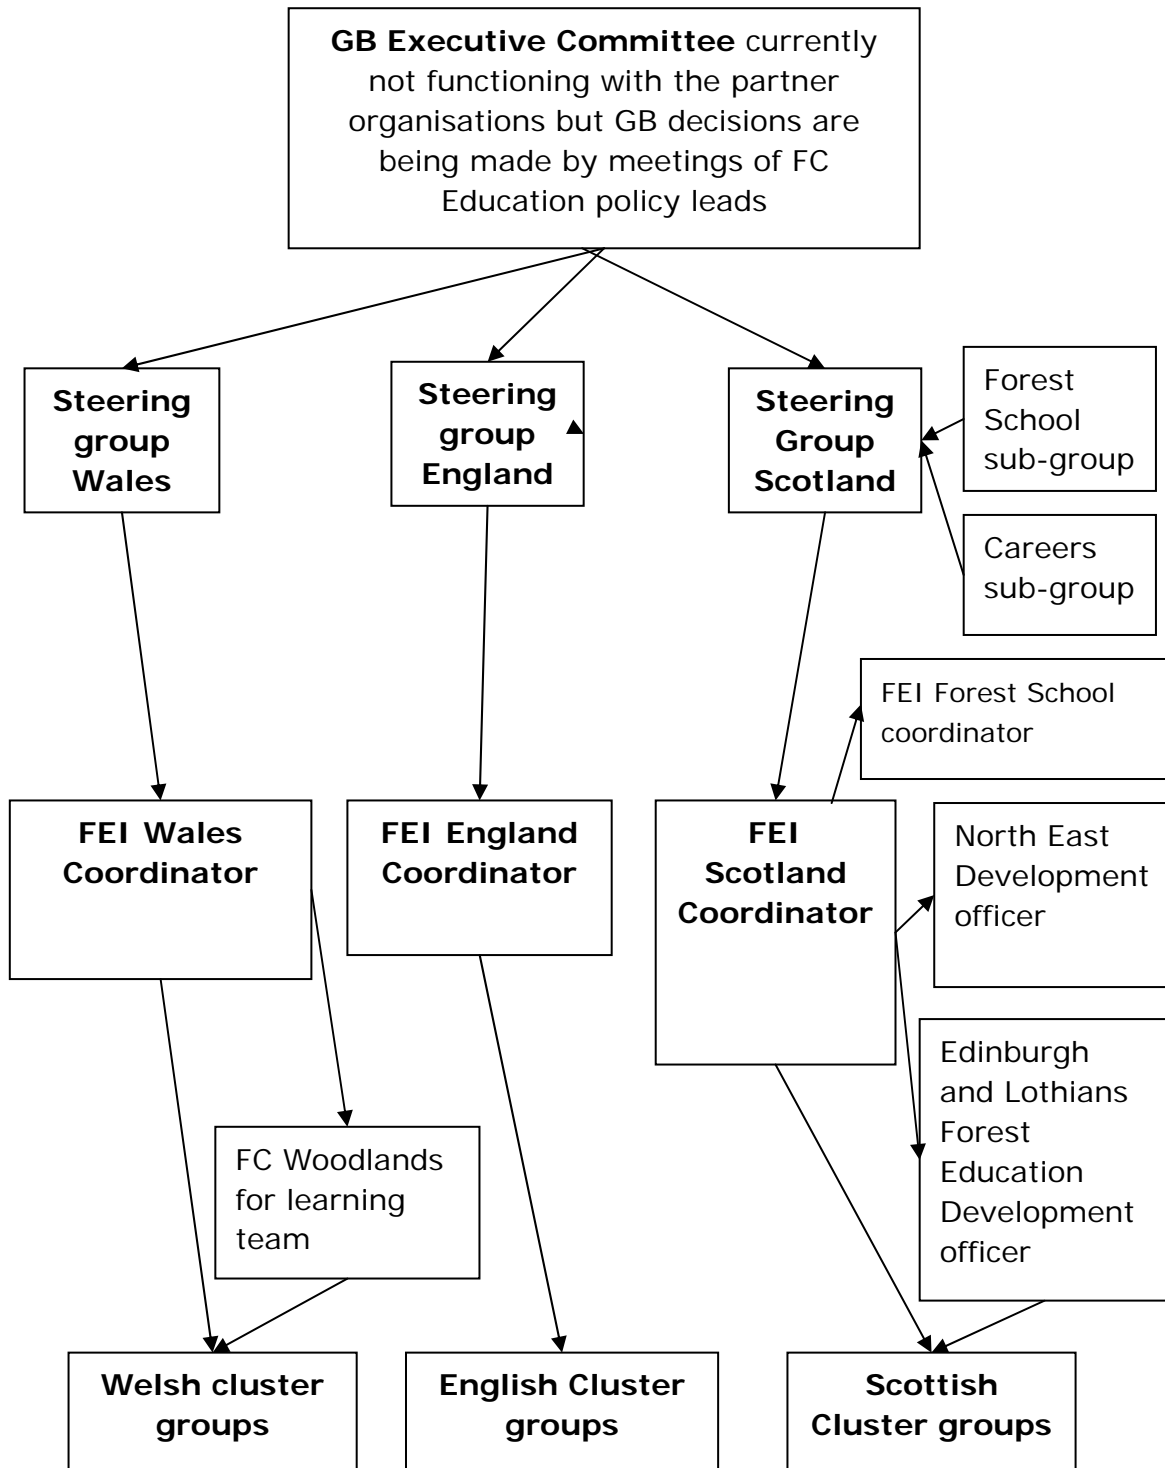 GB Executive Committee currently
not functioning with the partner
organisations but GB decisions are
being made by meetings of FC
Education policy leads
Steering
group
Wales
Steering
group
England
Steering
Group
Scotland
Forest
School
sub-group
Careers
sub-group
FEI Forest School
coordinator
FEI Wales
Coordinator
FEI England
Coordinator
FEI
Scotland
Coordinator
North East
Development
officer
Edinburgh
and Lothians
Forest
Education
Development
officer
FC Woodlands
for learning
team
Welsh cluster
groups
English Cluster
groups
Scottish
Cluster groups